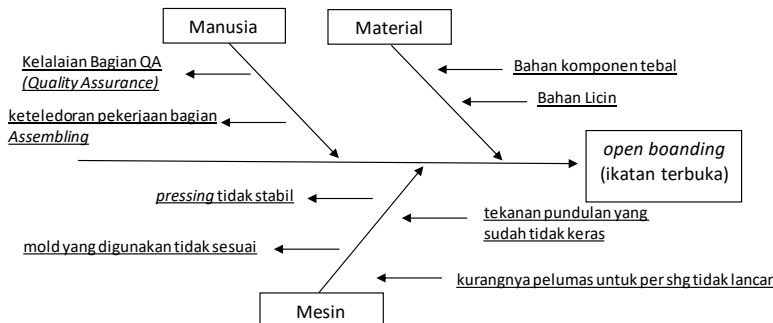 Manusia
Material
Kelalaian Bagian QA
(Quality Assurance)
keteledoran pekerjaan bagian
Assembling
Bahan komponen tebal
Bahan Licin
open boanding
(ikatan terbuka)
pressing tidak stabil
mold yang digunakan tidak sesuai
tekanan pundulan yang
sudah tidak keras
kurangnya pelumas untuk per shg tidak lancar
Mesin